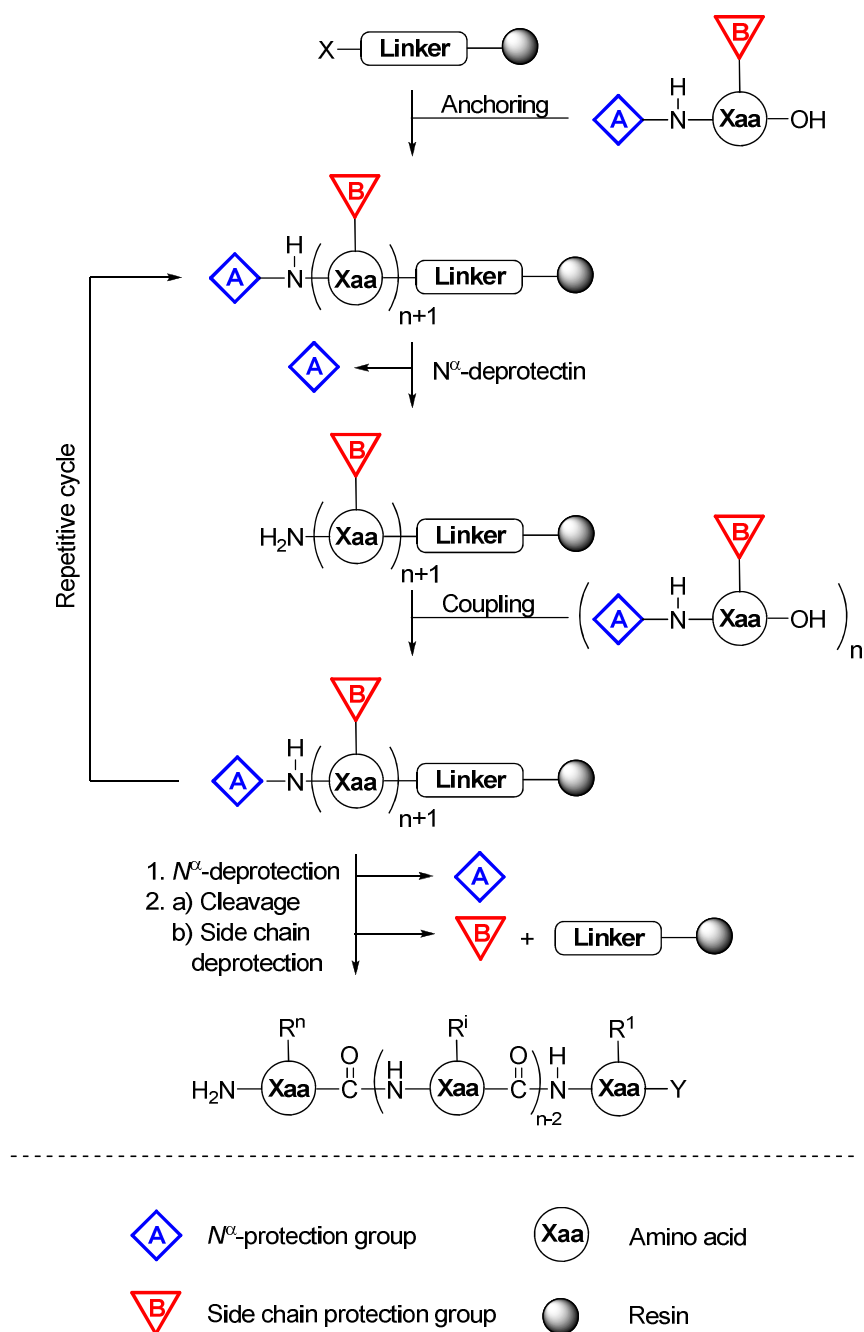 B
X Linker
H
Anchoring
A N Xaa OH
B
H
A N ( Xaa ) Linker
n+1
A
Nα-deprotectin
Repetitive cycle
B
H2N ( Xaa ) Linker
n+1
B
H
Coupling
( A N Xaa OH ) n
B
H
A N ( Xaa ) Linker
n+1
1. Nα-deprotection
A
2. a) Cleavage
b) Side chain
deprotection
B + Linker
Rn O H Ri O H R1
H2N Xaa C ( N Xaa C ) N Xaa Y
n-2
A Nα-protection group
Xaa Amino acid
B Side chain protection group
Resin